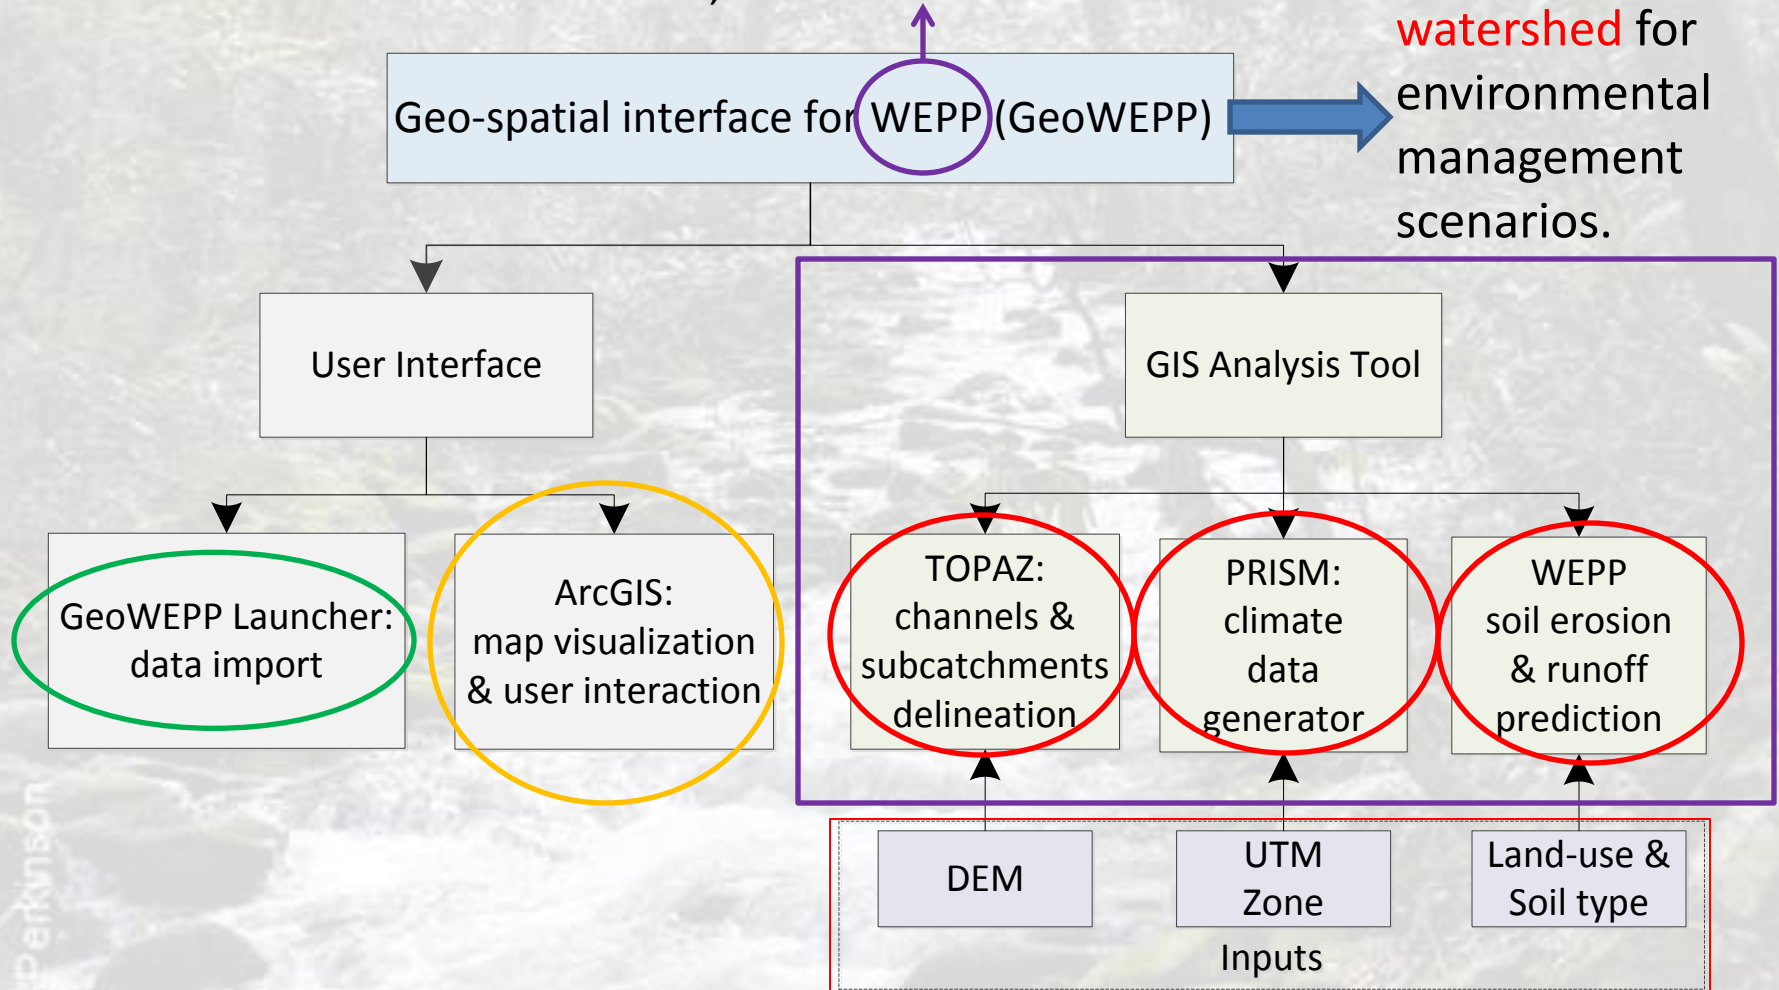 watershed for
environmental
management
scenarios.
Geo-spatial interface for WEPP (GeoWEPP)
User Interface
GIS Analysis Tool
GeoWEPP Launcher:
data import
ArcGIS:
map visualization
& user interaction
TOPAZ:
channels &
subcatchments
delineation
PRISM:
climate
data
generator
WEPP
soil erosion
& runoff
prediction
DEM
UTM
Zone
Land-use &
Soil type
Inputs